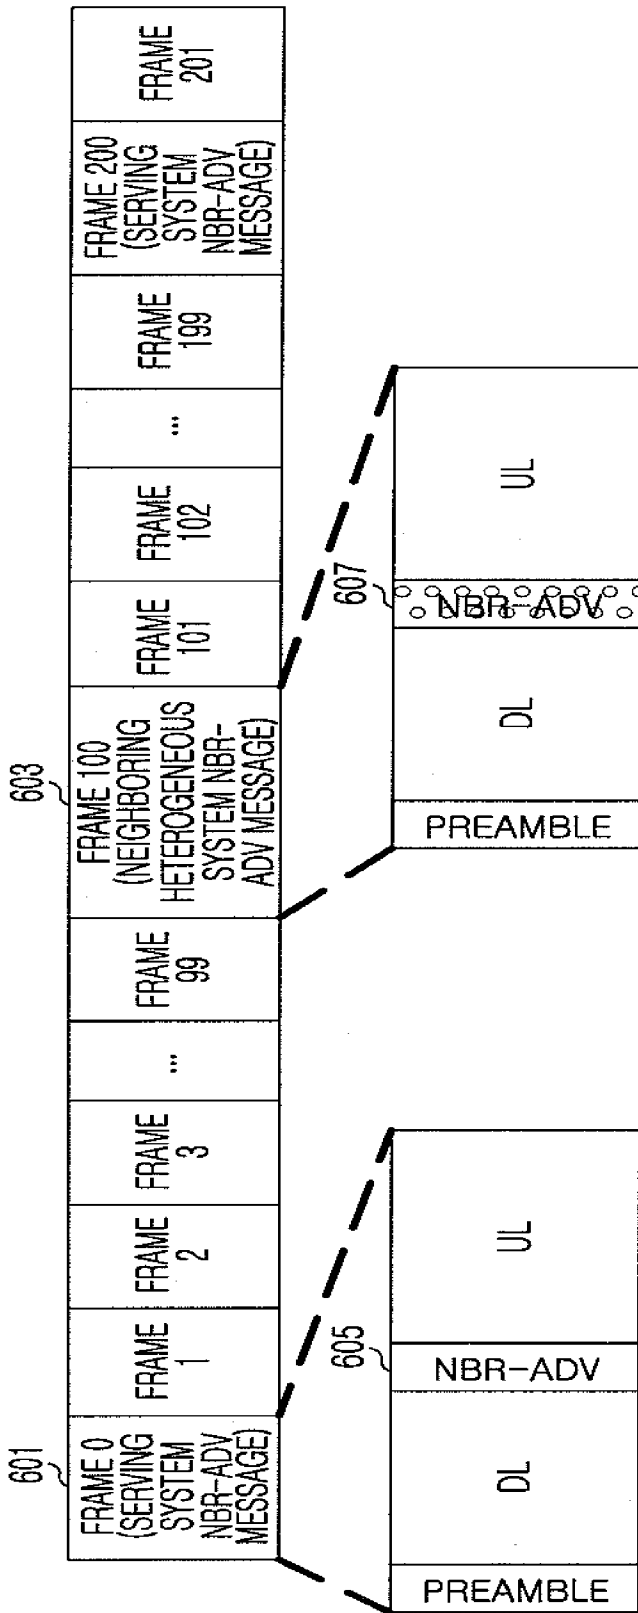 601
FRAME 0
(SERVING
SYSTEM
NBR-ADV
MESSAGE)
FRAME
1
FRAME
2
FRAME
3
...
FRAME
99
603
FRAME 100
(NEIGHBORING
HETEROGENEOUS
SYSTEM NBR-
ADV MESSAGE)
FRAME
101
FRAME
102
...
FRAME
199
FRAME 200
(SERVING
SYSTEM
NBR-ADV
MESSAGE)
FRAME
201
605
PREAMBLE
DL
NBR-ADV
UL
607
PREAMBLE
DL
NBR-ADV
UL